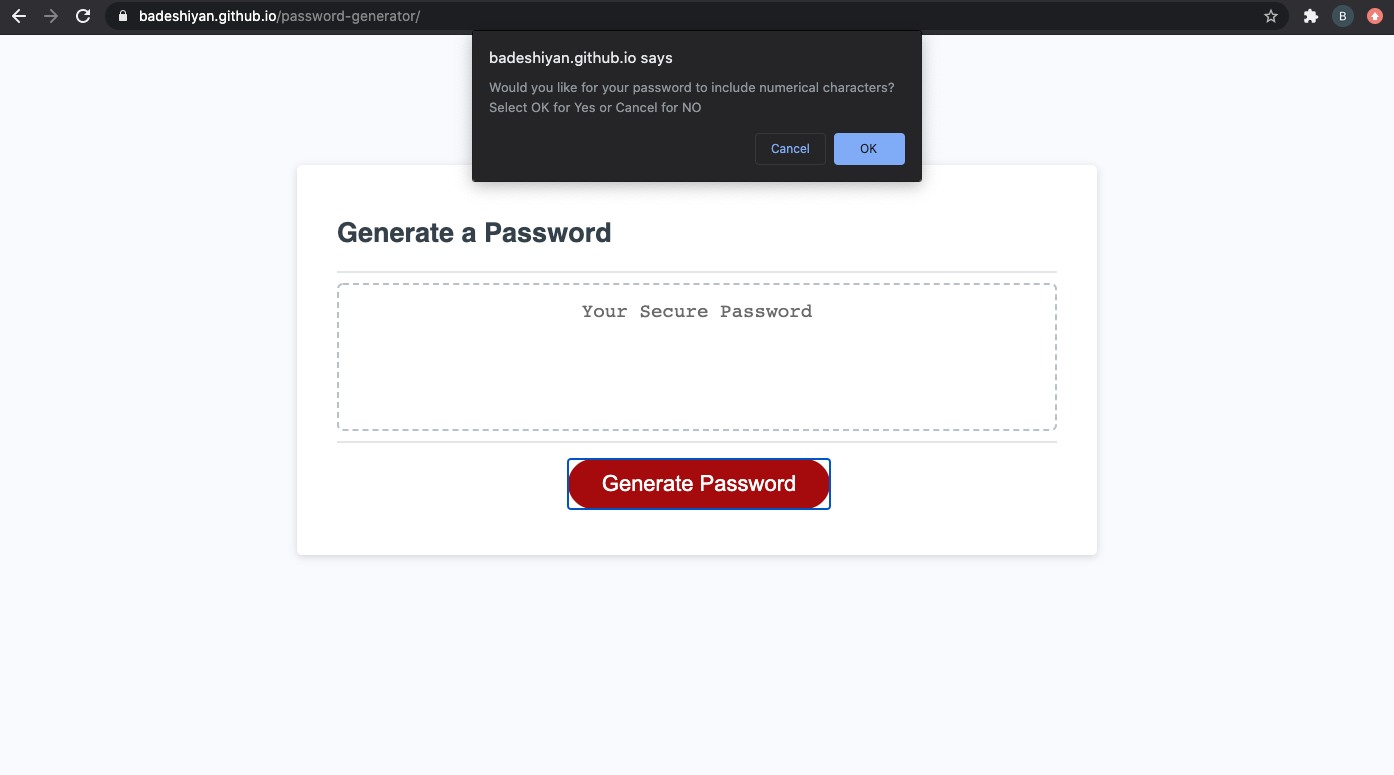 badeshiyan.github.io/password-generator/
B
badeshiyan.github.io says
Would you like for your password to include numerical characters?
Select OK for Yes or Cancel for NO
Cancel
OK
Generate a Password
Your Secure Password
Generate Password